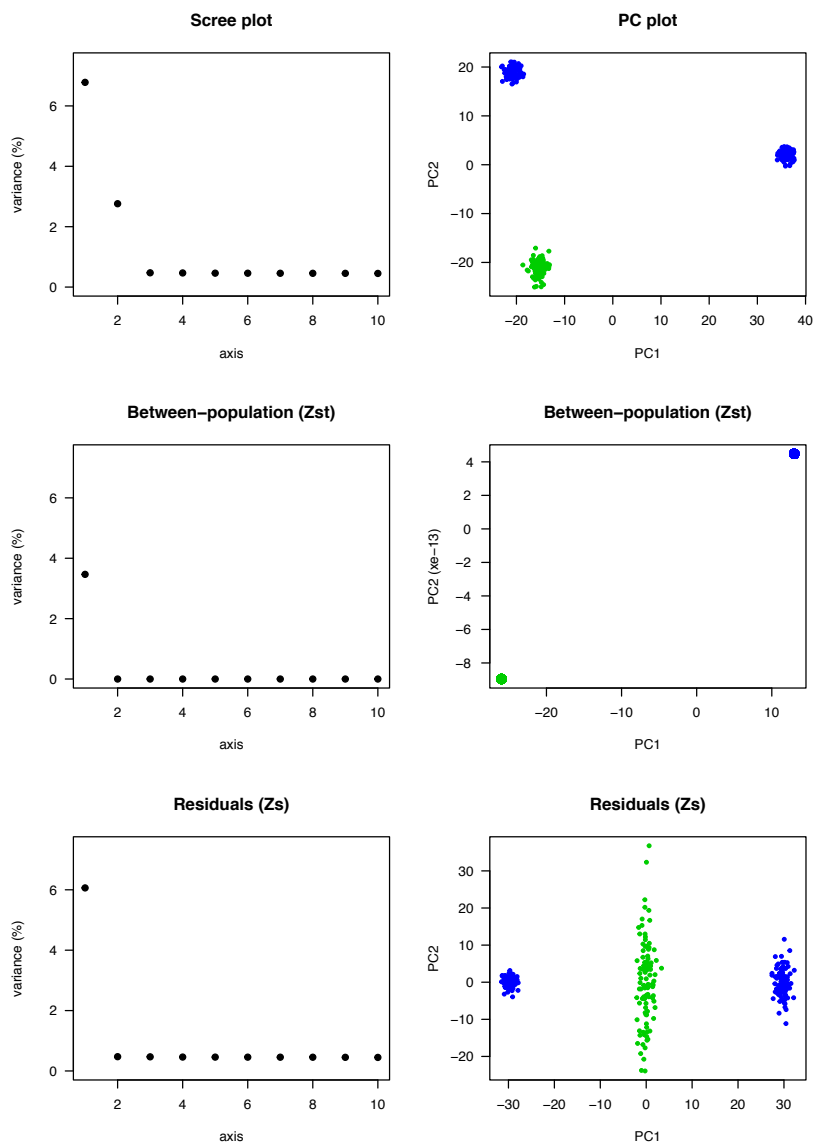 Scree plot
variance (%)
6
4
2
0
2 4 6 8 10
axis
PC plot
PC2
20
10
0
−10
−20
−20 −10 0 10 20 30 40
PC1
Between−population (Zst)
variance (%)
6
4
2
0
2 4 6 8 10
axis
Between−population (Zst)
PC2 (xe−13)
4
2
0
−2
−4
−6
−8
−20 −10 0 10
PC1
Residuals (Zs)
variance (%)
6
4
2
0
2 4 6 8 10
axis
Residuals (Zs)
PC2
30
20
10
0
−10
−20
−30 −20 −10 0 10 20 30
PC1